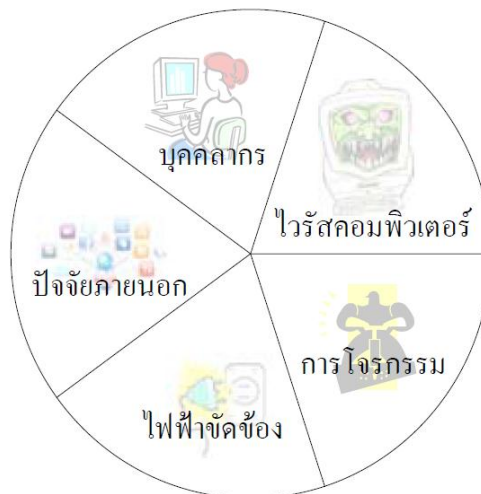 บุคคลากร
ไวรัสคอมพิวเตอร์
ปัจจัยภายนอก
การโจรกรรม
ไฟฟ้าขัดข้อง